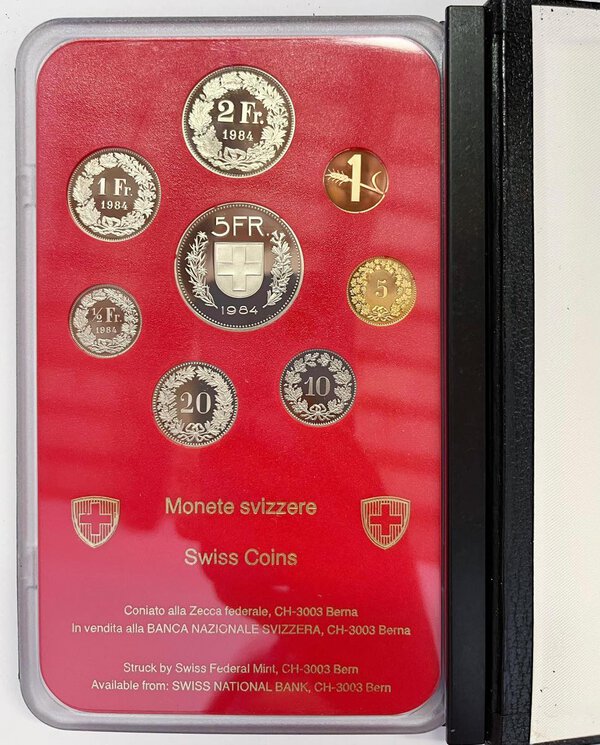 2 Fr.
1984
1 Fr.
1984
1
5 FR.
1984
5
½ Fr.
1984
20
10
Monete svizzere
Swiss Coins
Coniato alla Zecca federale, CH-3003 Berna
In vendita alla BANCA NAZIONALE SVIZZERA, CH-3003 Berna
Struck by Swiss Federal Mint, CH-3003 Bern
Available from: SWISS NATIONAL BANK, CH-3003 Bern